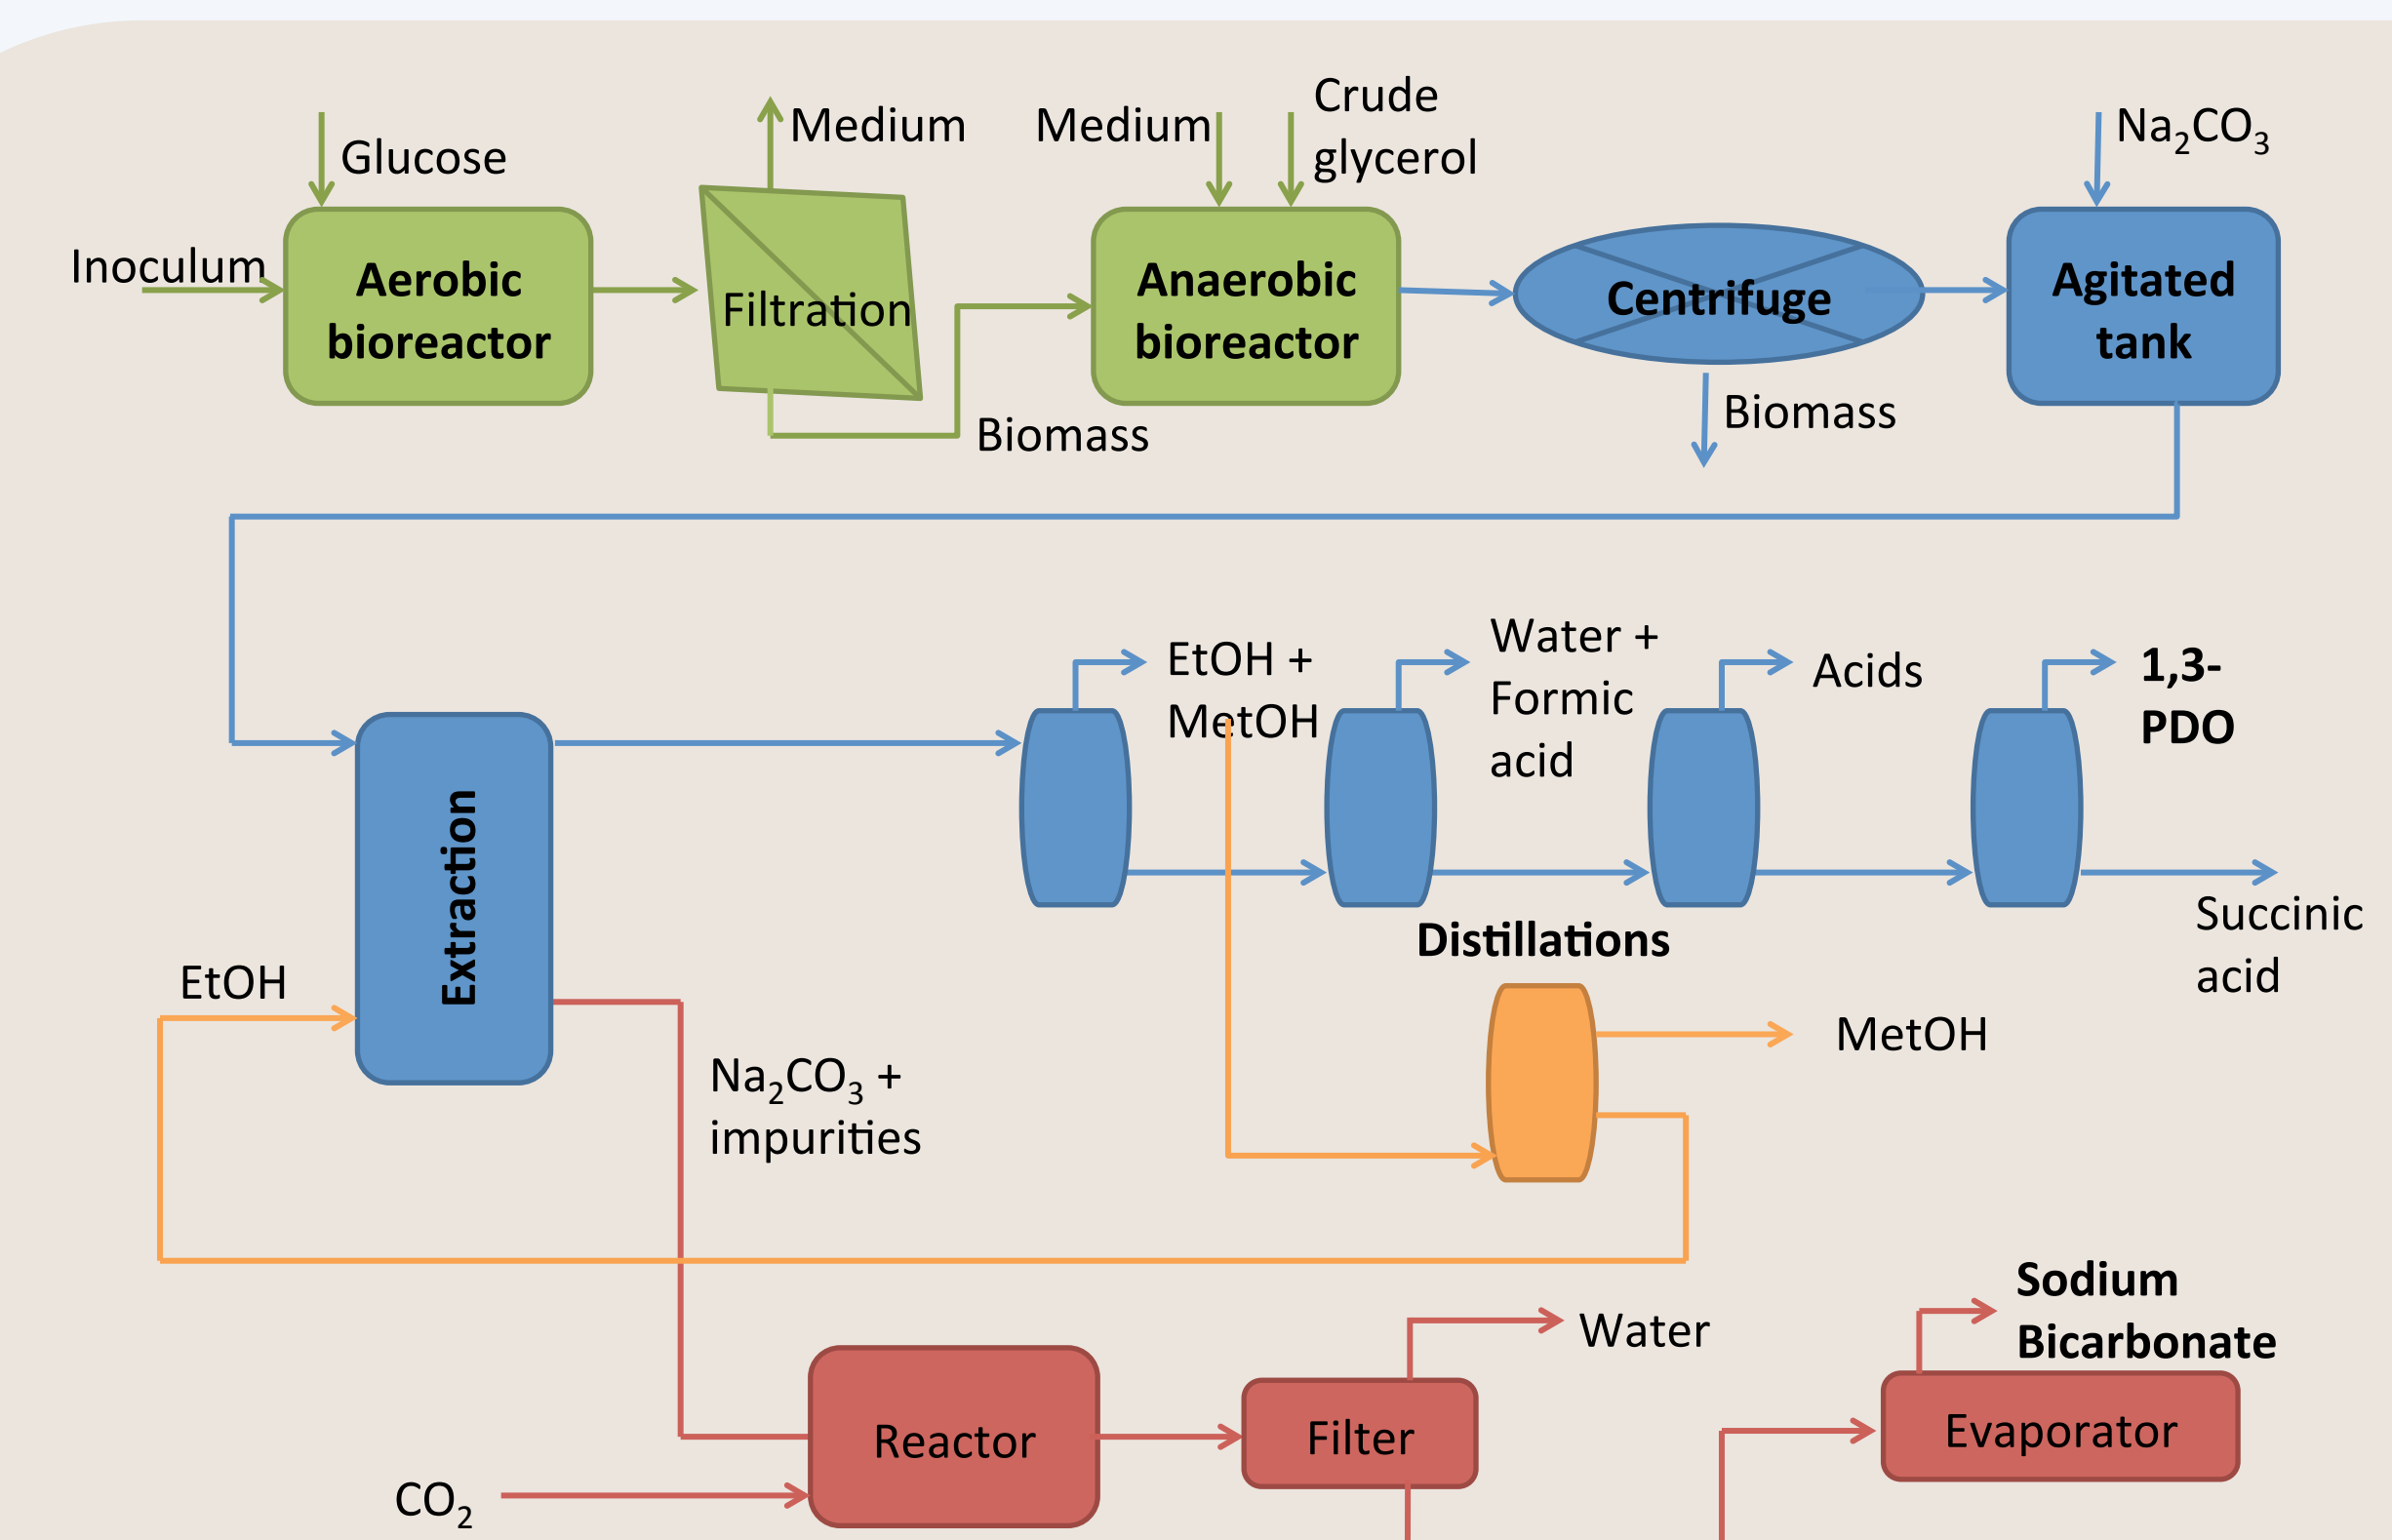 Glucose
Inoculum
Aerobic
bioreactor
Medium
Filtration
Biomass
Medium
Crude
glycerol
Anaerobic
bioreactor
Centrifuge
Biomass
Na₂CO₃
Agitated
tank
Extraction
EtOH +
MetOH
Water +
Formic
acid
Acids
1,3-
PDO
Distillations
Succinic
acid
EtOH
MetOH
Na₂CO₃ +
impurities
Reactor
CO₂
Filter
Water
Sodium
Bicarbonate
Evaporator